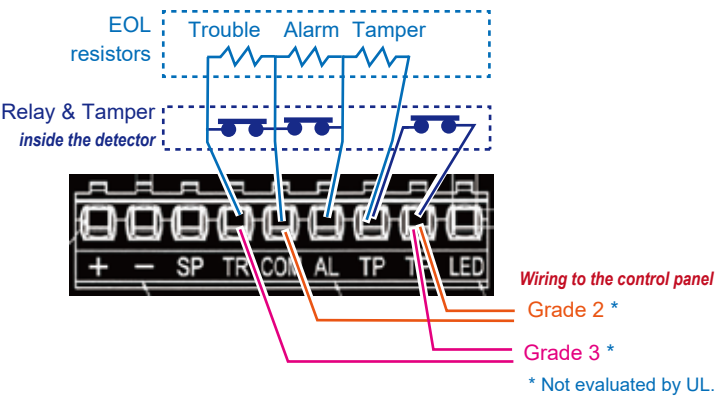 EOL
resistors
Trouble Alarm Tamper
Relay & Tamper
inside the detector
+ – SP TR COM AL TP TP LED
Wiring to the control panel
Grade 2 *
Grade 3 *
* Not evaluated by UL.